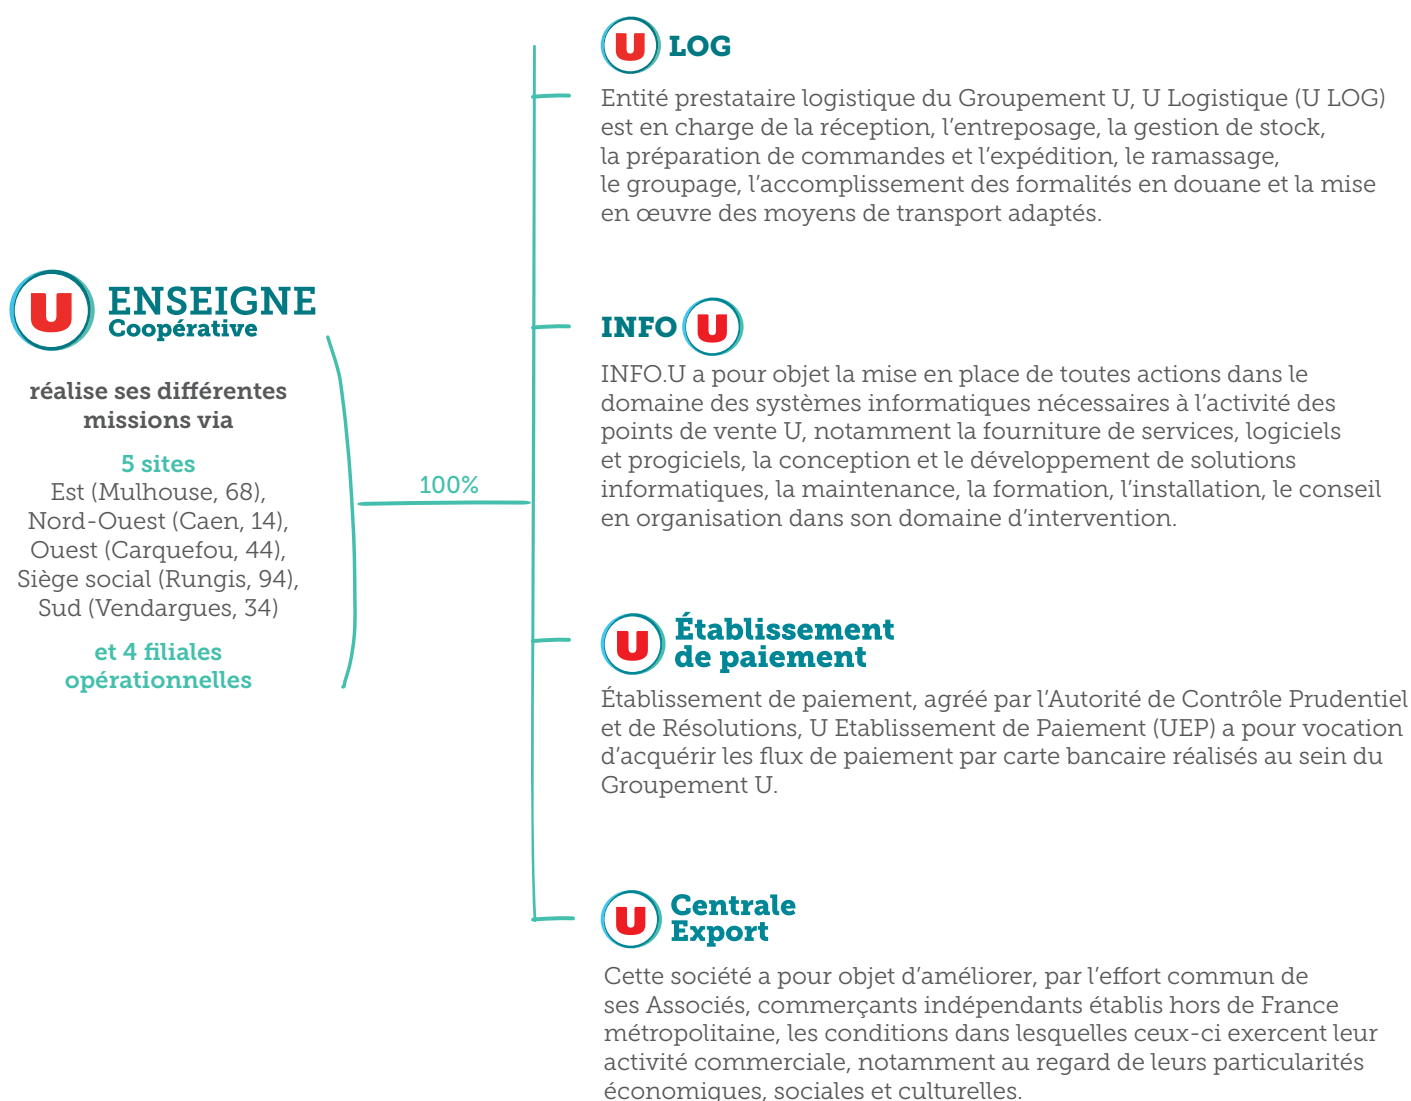 U ENSEIGNE
Coopérative
réalise ses différentes
missions via
5 sites
Est (Mulhouse, 68),
Nord-Ouest (Caen, 14),
Ouest (Carquefou, 44),
Siège social (Rungis, 94),
Sud (Vendargues, 34)
et 4 filiales
opérationnelles
100%
U LOG
Entité prestataire logistique du Groupement U, U Logistique (U LOG)
est en charge de la réception, l’entreposage, la gestion de stock,
la préparation de commandes et l’expédition, le ramassage,
le groupage, l’accomplissement des formalités en douane et la mise
en œuvre des moyens de transport adaptés.
INFO U
INFO.U a pour objet la mise en place de toutes actions dans le
domaine des systèmes informatiques nécessaires à l’activité des
points de vente U, notamment la fourniture de services, logiciels
et progiciels, la conception et le développement de solutions
informatiques, la maintenance, la formation, l’installation, le conseil
en organisation dans son domaine d’intervention.
U Établissement
de paiement
Établissement de paiement, agréé par l’Autorité de Contrôle Prudentiel
et de Résolutions, U Etablissement de Paiement (UEP) a pour vocation
d’acquérir les flux de paiement par carte bancaire réalisés au sein du
Groupement U.
U Centrale
Export
Cette société a pour objet d’améliorer, par l’effort commun de
ses Associés, commerçants indépendants établis hors de France
métropolitaine, les conditions dans lesquelles ceux-ci exercent leur
activité commerciale, notamment au regard de leurs particularités
économiques, sociales et culturelles.